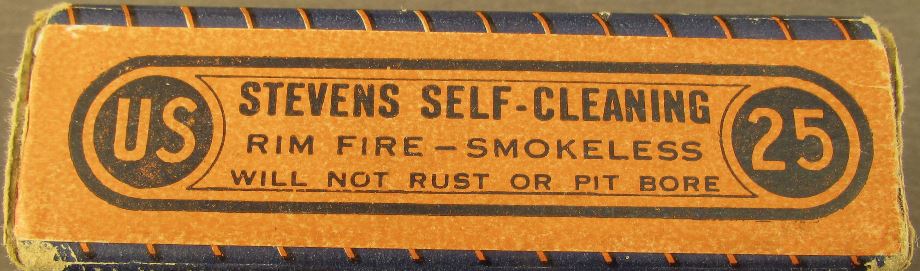 US
STEVENS SELF-CLEANING
RIM FIRE – SMOKELESS
WILL NOT RUST OR PIT BORE
25